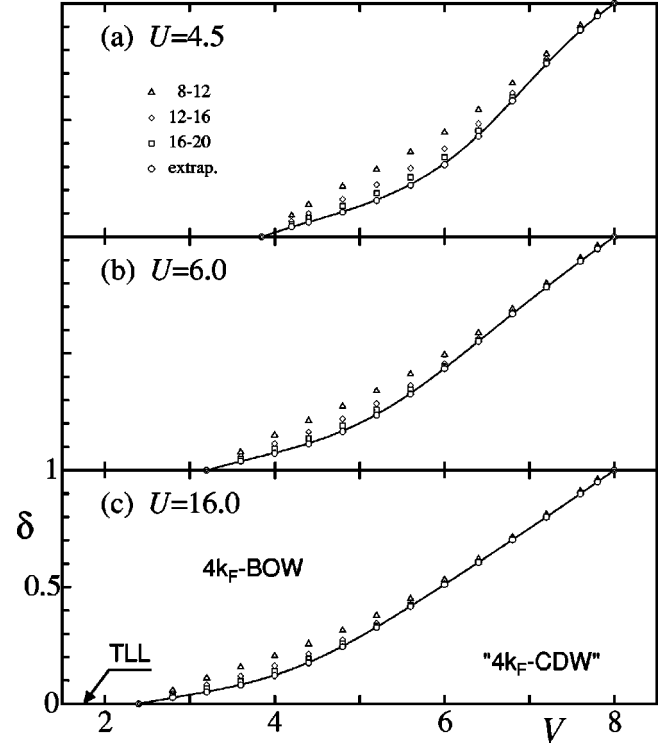 (a) U=4.5
8-12
12-16
16-20
extrap.
(b) U=6.0
1
(c) U=16.0
δ
4kF-BOW
0.5
TLL
"4kF-CDW"
0
2 4 6 V 8